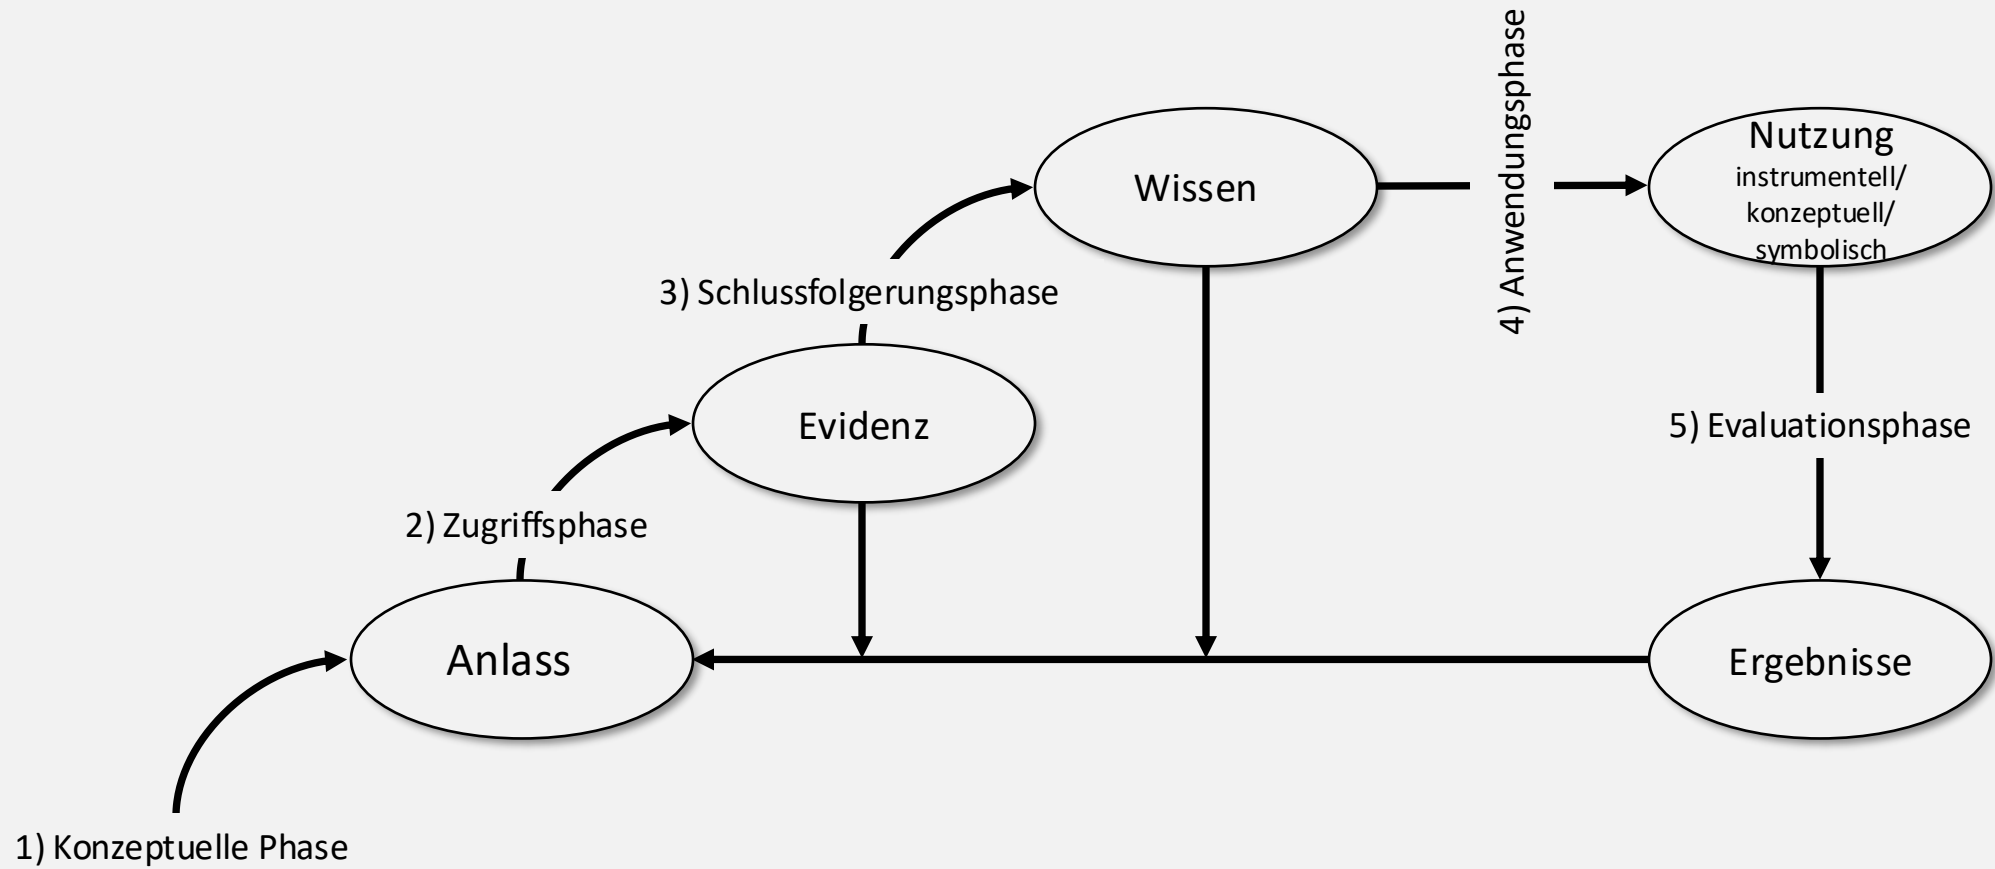 4) Anwendungsphase
Nutzung
instrumentell/
konzeptuell/
symbolisch
Wissen
3) Schlussfolgerungsphase
Evidenz
5) Evaluationsphase
2) Zugriffsphase
Anlass
Ergebnisse
1) Konzeptuelle Phase